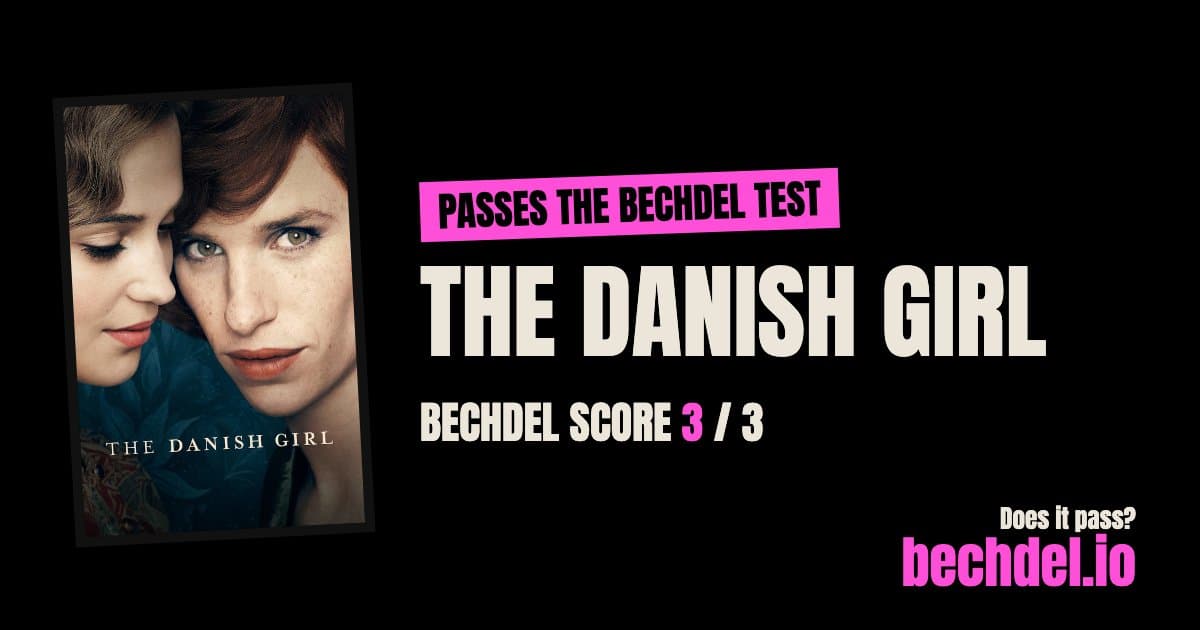 THE DANISH GIRL
PASSES THE BECHDEL TEST
THE DANISH GIRL
BECHDEL SCORE 3 / 3
Does it pass?
bechdel.io